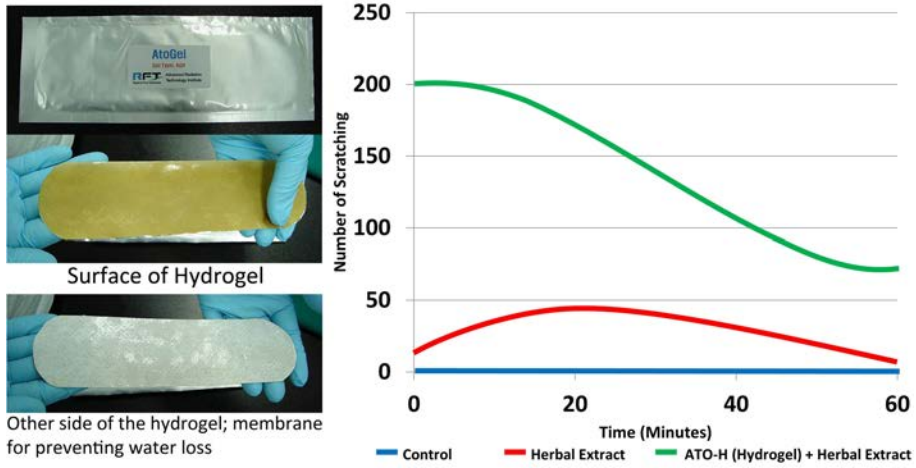 AtoGel
RFT Advanced Radiation
Technology Institute
Surface of Hydrogel
Other side of the hydrogel; membrane
for preventing water loss
Number of Scratching
250
200
150
100
50
0
0 20 40 60
Time (Minutes)
Control Herbal Extract ATO-H (Hydrogel) + Herbal Extract